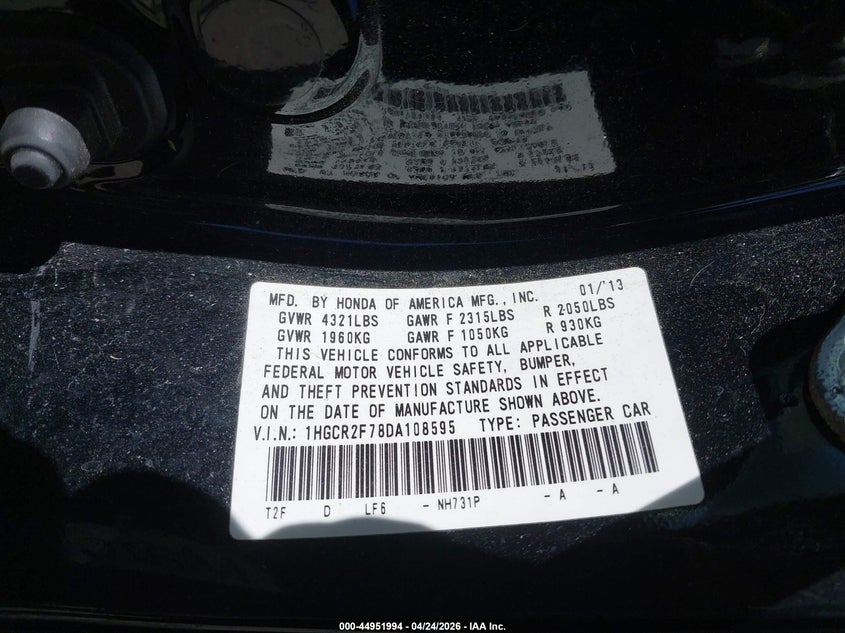 MFD. BY HONDA OF AMERICA MFG., INC. 01/'13
GVWR 4321LBS GAWR F 2315LBS R 2050LBS
GVWR 1960KG GAWR F 1050KG R 930KG
THIS VEHICLE CONFORMS TO ALL APPLICABLE
FEDERAL MOTOR VEHICLE SAFETY, BUMPER,
AND THEFT PREVENTION STANDARDS IN EFFECT
ON THE DATE OF MANUFACTURE SHOWN ABOVE.
V.I.N.: 1HGCR2F78DA108595 TYPE: PASSENGER CAR
T2F D LF6 - NH731P - A - A
000-44951994 - 04/24/2026 - IAA Inc.